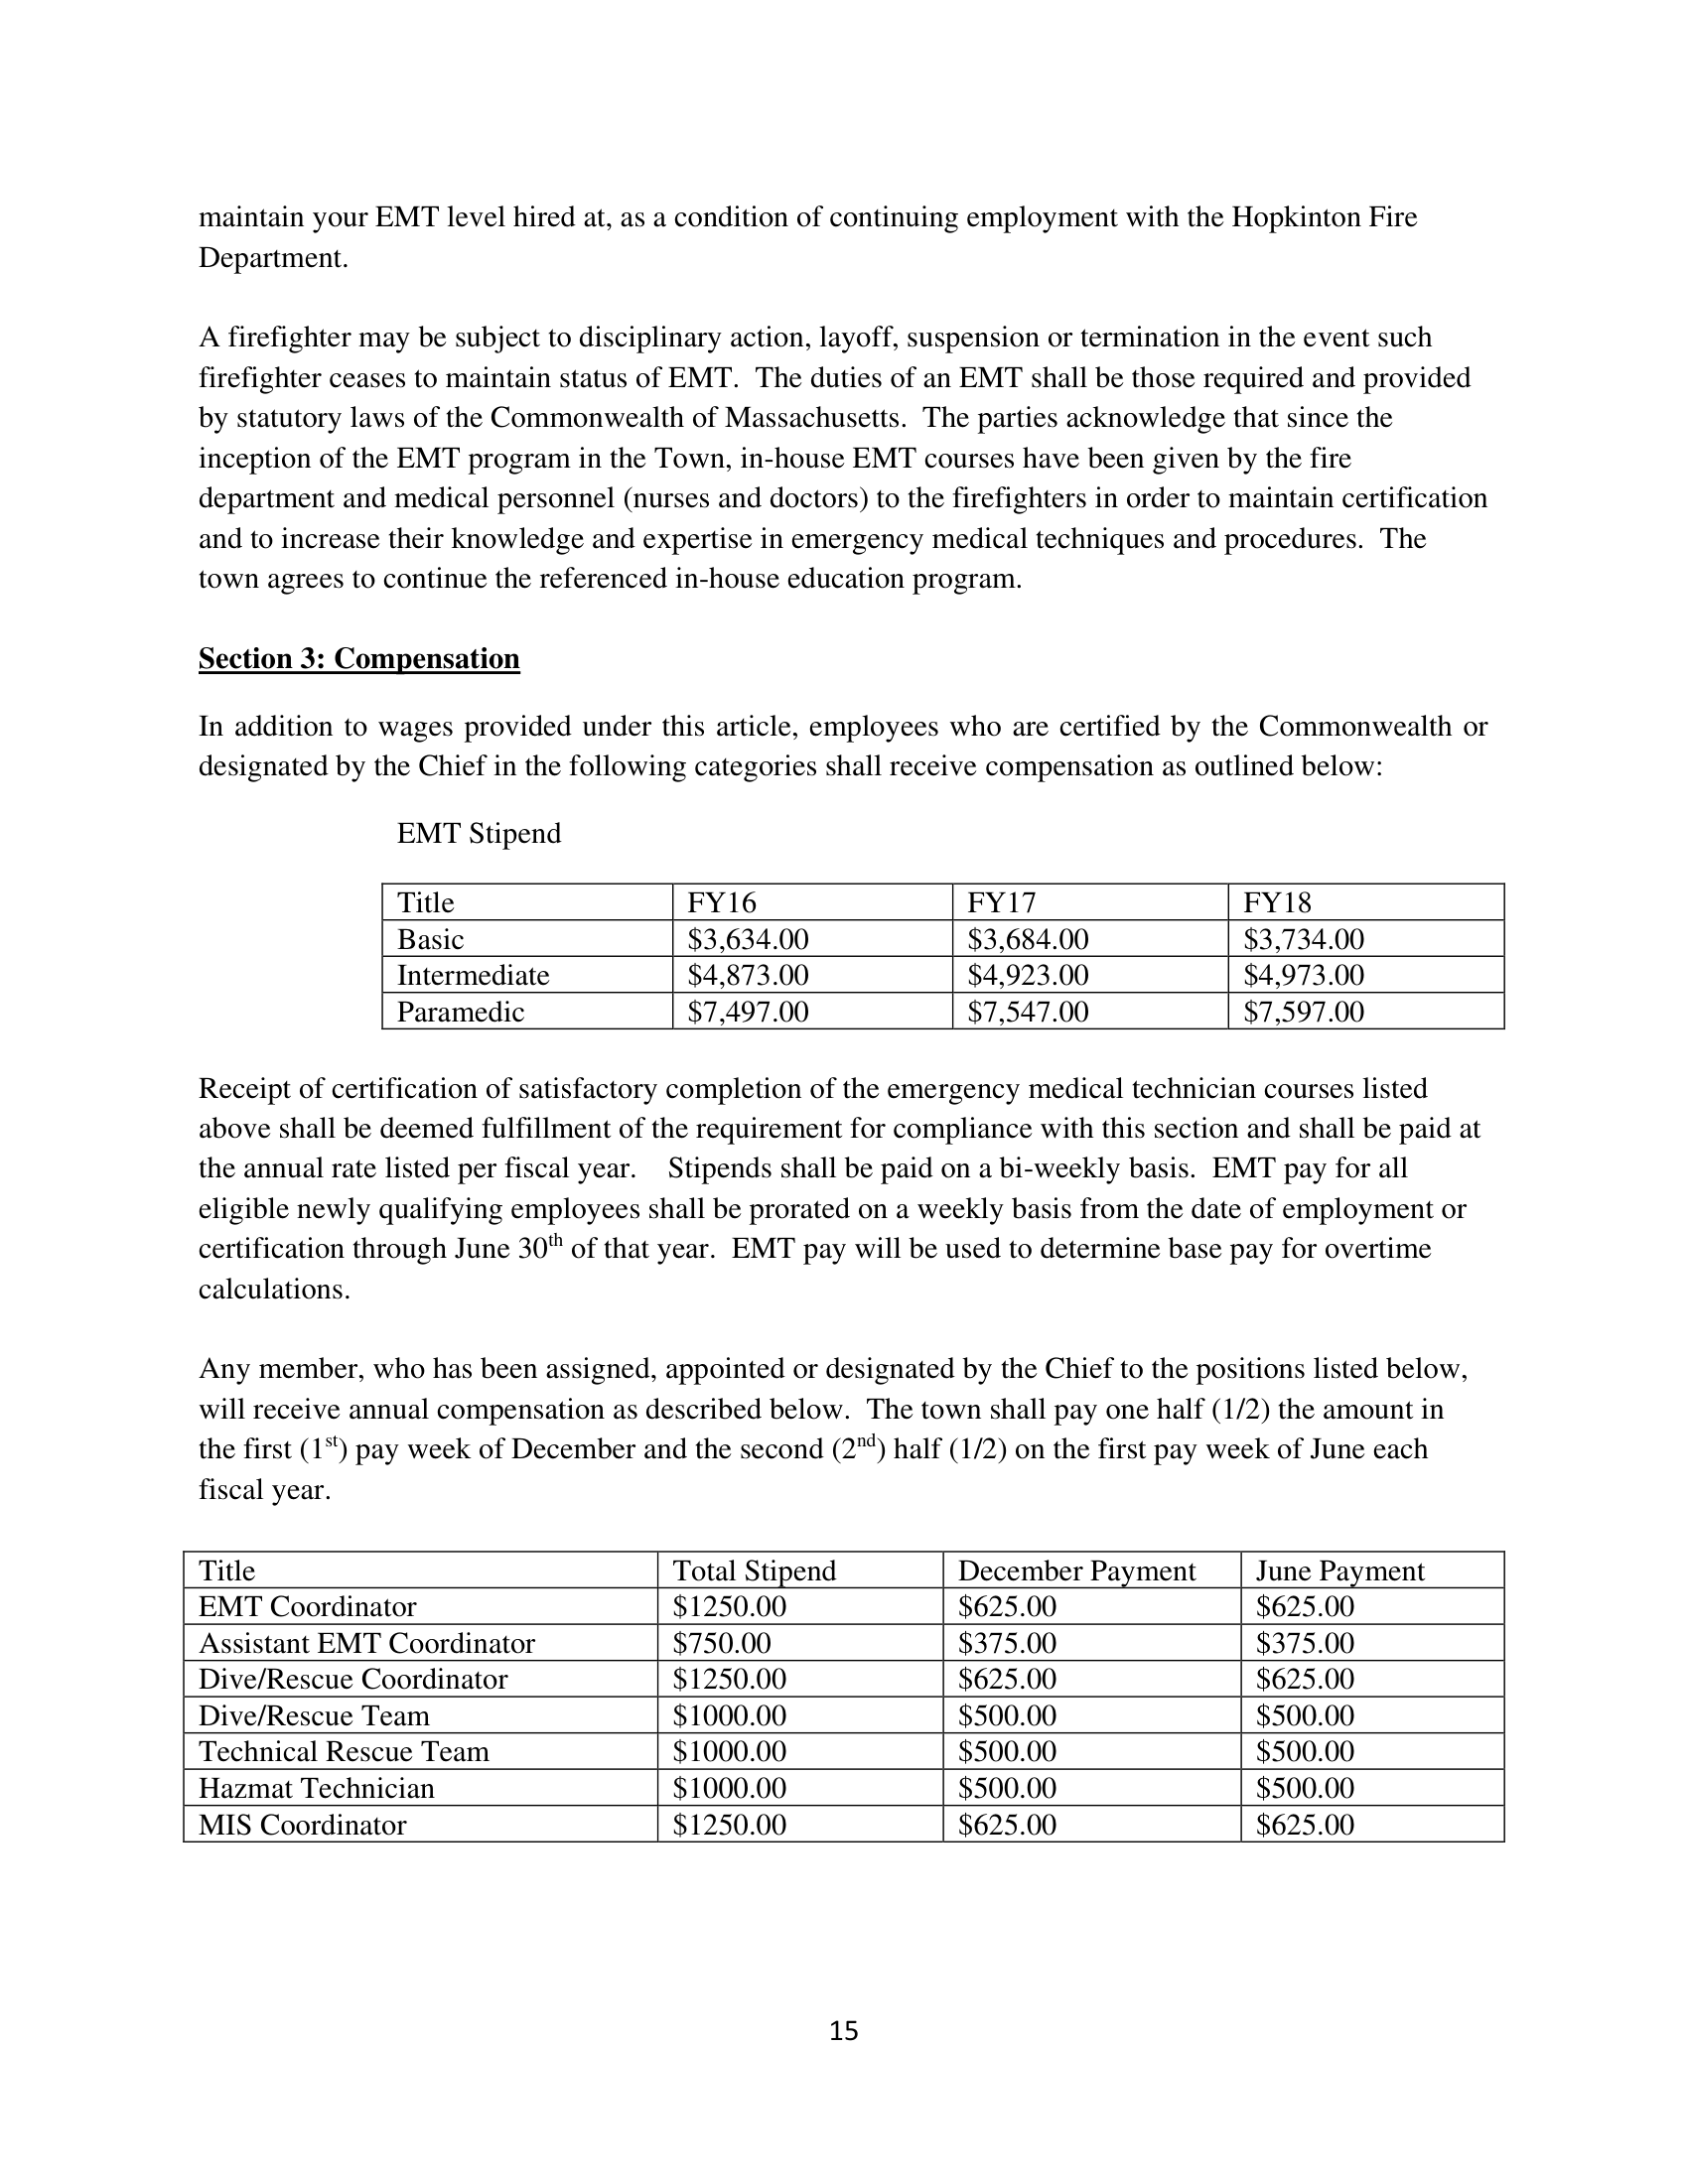 maintain your EMT level hired at, as a condition of continuing employment with the Hopkinton Fire
Department.
A firefighter may be subject to disciplinary action, layoff, suspension or termination in the event such
firefighter ceases to maintain status of EMT.  The duties of an EMT shall be those required and provided
by statutory laws of the Commonwealth of Massachusetts.  The parties acknowledge that since the
inception of the EMT program in the Town, in-house EMT courses have been given by the fire
department and medical personnel (nurses and doctors) to the firefighters in order to maintain certification
and to increase their knowledge and expertise in emergency medical techniques and procedures.  The
town agrees to continue the referenced in-house education program.
Section 3: Compensation
In addition to wages provided under this article, employees who are certified by the Commonwealth or
designated by the Chief in the following categories shall receive compensation as outlined below:
EMT Stipend
Title FY16 FY17 FY18
Basic $3,634.00 $3,684.00 $3,734.00
Intermediate $4,873.00 $4,923.00 $4,973.00
Paramedic $7,497.00 $7,547.00 $7,597.00
Receipt of certification of satisfactory completion of the emergency medical technician courses listed
above shall be deemed fulfillment of the requirement for compliance with this section and shall be paid at
the annual rate listed per fiscal year.    Stipends shall be paid on a bi-weekly basis.  EMT pay for all
eligible newly qualifying employees shall be prorated on a weekly basis from the date of employment or
certification through June 30th of that year.  EMT pay will be used to determine base pay for overtime
calculations.
Any member, who has been assigned, appointed or designated by the Chief to the positions listed below,
will receive annual compensation as described below.  The town shall pay one half (1/2) the amount in
the first (1st) pay week of December and the second (2nd) half (1/2) on the first pay week of June each
fiscal year.
Title Total Stipend December Payment June Payment
EMT Coordinator $1250.00 $625.00 $625.00
Assistant EMT Coordinator $750.00 $375.00 $375.00
Dive/Rescue Coordinator $1250.00 $625.00 $625.00
Dive/Rescue Team $1000.00 $500.00 $500.00
Technical Rescue Team $1000.00 $500.00 $500.00
Hazmat Technician $1000.00 $500.00 $500.00
MIS Coordinator $1250.00 $625.00 $625.00
15